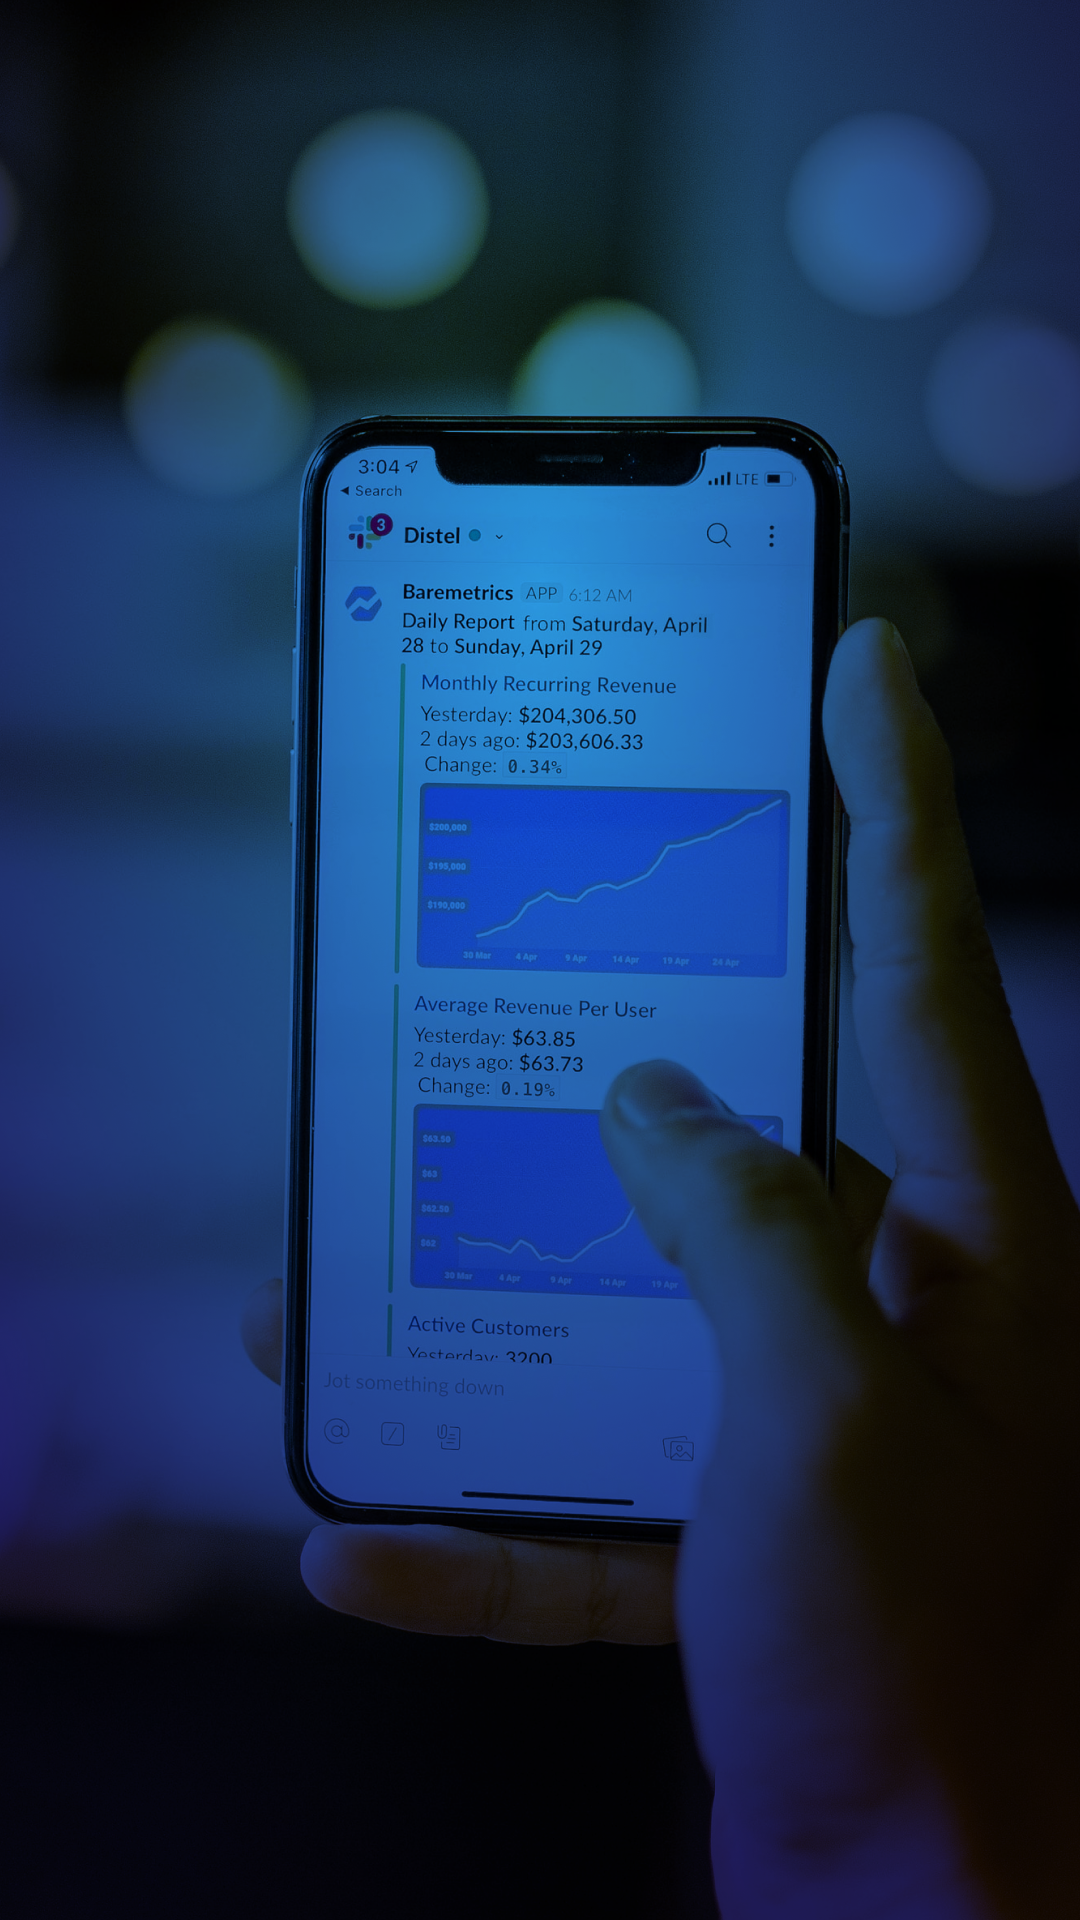 3:04
LTE
◀ Search
3
Distel
Baremetrics APP 6:12 AM
Daily Report from Saturday, April
28 to Sunday, April 29
Monthly Recurring Revenue
Yesterday: $204,306.50
2 days ago: $203,606.33
Change: 0.34%
$200,000
$195,000
$190,000
30 Mar 4 Apr 9 Apr 14 Apr 19 Apr 24 Apr
Average Revenue Per User
Yesterday: $63.85
2 days ago: $63.73
Change: 0.19%
$63.50
$63
$62.50
$62
30 Mar 4 Apr 9 Apr 14 Apr 19 Apr
Active Customers
Yesterday: 3200
Jot something down